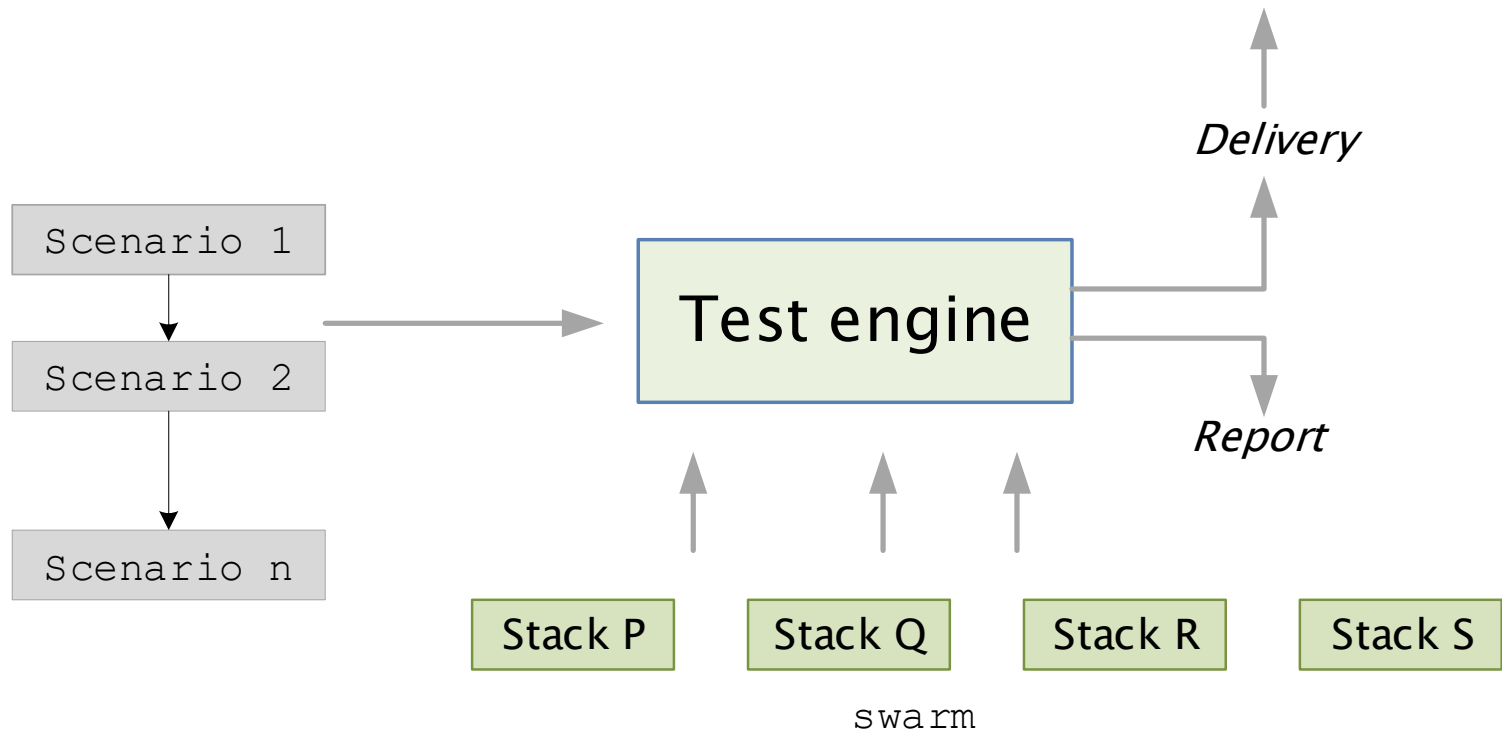 Delivery
Scenario 1
Test engine
Scenario 2
Report
Scenario n
Stack P
Stack Q
Stack R
Stack S
swarm